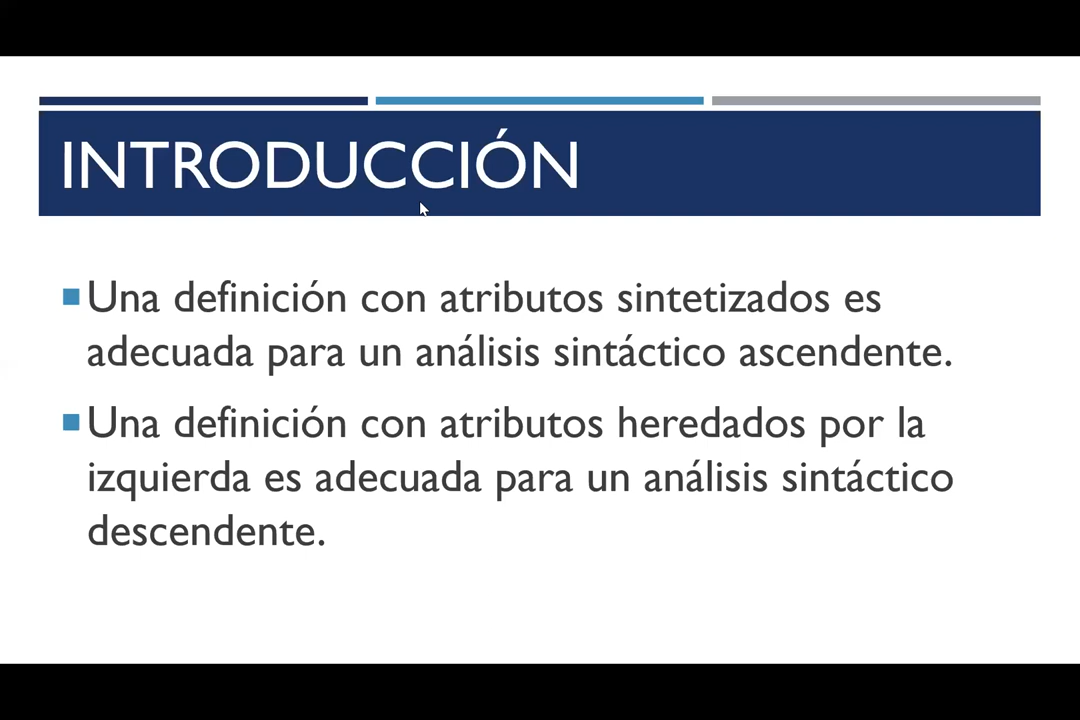 INTRODUCCIÓN
Una definición con atributos sintetizados es
adecuada para un análisis sintáctico ascendente.
Una definición con atributos heredados por la
izquierda es adecuada para un análisis sintáctico
descendente.